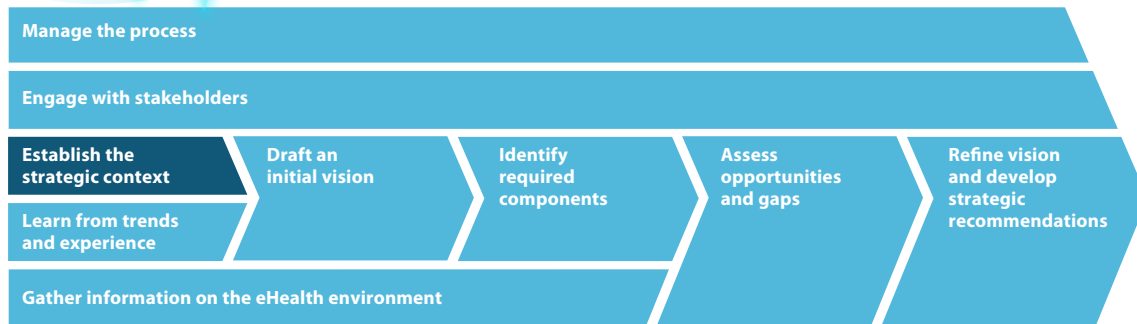 Manage the process
Engage with stakeholders
Establish the
strategic context
Draft an
initial vision
Identify
required
components
Assess
opportunities
and gaps
Refine vision
and develop
strategic
recommendations
Learn from trends
and experience
Gather information on the eHealth environment